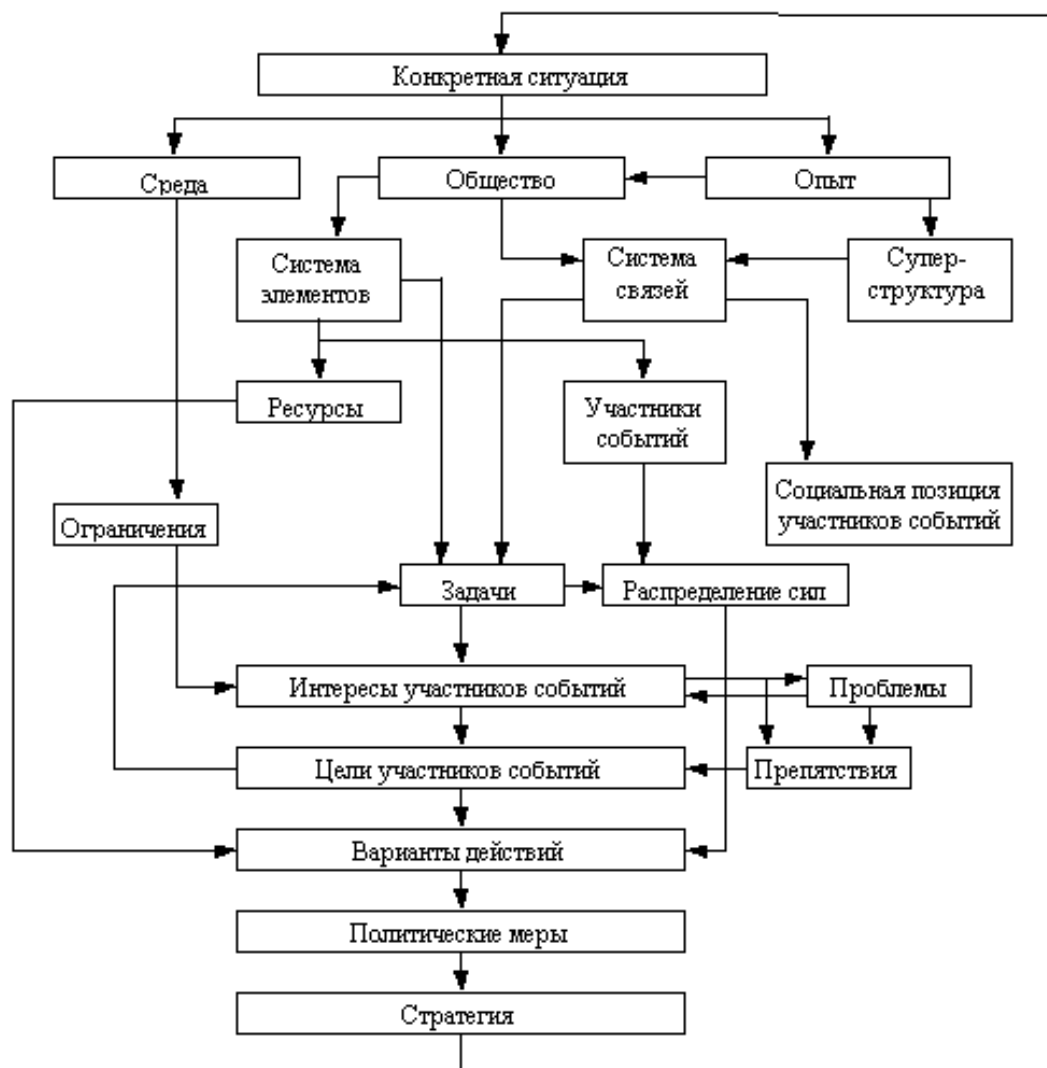 Конкретная ситуация
Среда
Общество
Опыт
Система
элементов
Система
связей
Супер-
структура
Ресурсы
Участники
событий
Социальная позиция
участников событий
Ограничения
Задачи
Распределение сил
Интересы участников событий
Проблемы
Цели участников событий
Препятствия
Варианты действий
Политические меры
Стратегия